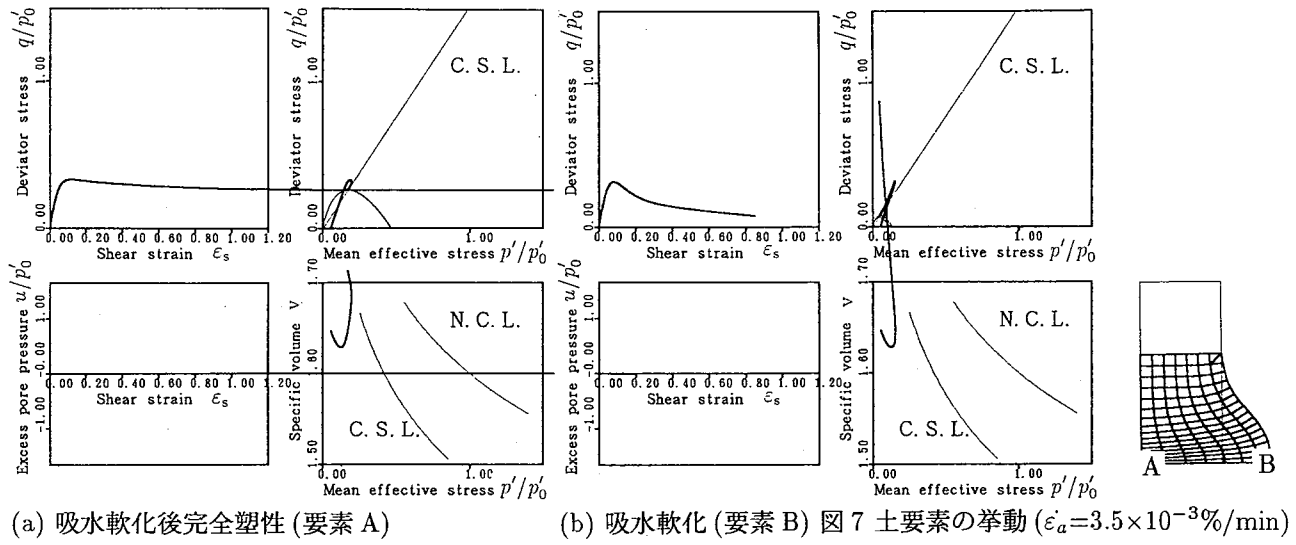 Deviator stress q/p′0
1.00
0.00
0.00 0.20 0.40 0.60 0.80 1.00 1.20
Shear strain εs
Deviator stress q/p′0
1.00
0.00
C. S. L.
0.00 1.00
Mean effective stress p′/p′0
Deviator stress q/p′0
1.00
0.00
0.00 0.20 0.40 0.60 0.80 1.00 1.20
Shear strain εs
Deviator stress q/p′0
1.00
0.00
C. S. L.
0.00 1.00
Mean effective stress p′/p′0
Excess pore pressure u/p′0
1.00
-0.00
-1.00
0.00 0.20 0.40 0.60 0.80 1.00 1.20
Shear strain εs
Specific volume V
1.70
1.60
1.50
N. C. L.
C. S. L.
0.00 1.00
Mean effective stress p′/p′0
Excess pore pressure u/p′0
1.00
-0.00
-1.00
0.00 0.20 0.40 0.60 0.80 1.00 1.20
Shear strain εs
Specific volume V
1.70
1.60
1.50
N. C. L.
C. S. L.
0.00 1.00
Mean effective stress p′/p′0
A B
(a) 吸水軟化後完全塑性 (要素 A) (b) 吸水軟化 (要素 B) 図 7 土要素の挙動 (ε̇a=3.5×10⁻³%/min)